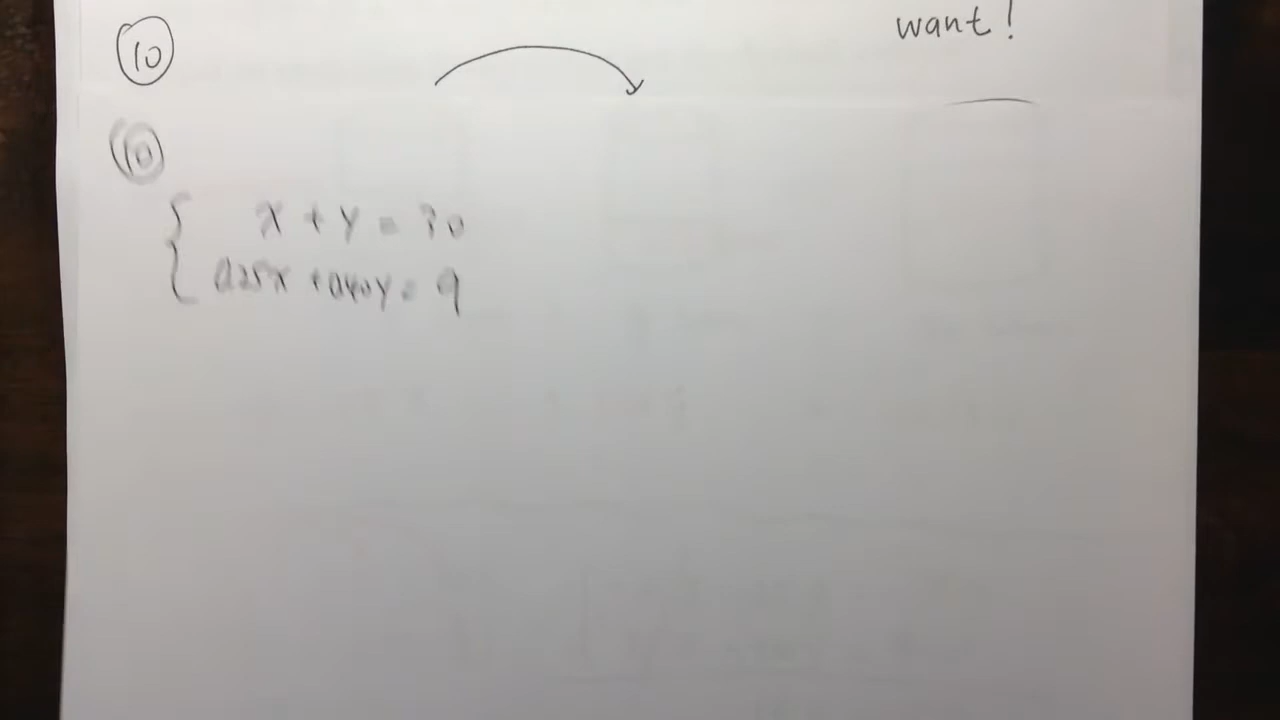 want!
⑩
⑩
x + y = 30
0.25x + 0.40y = 9